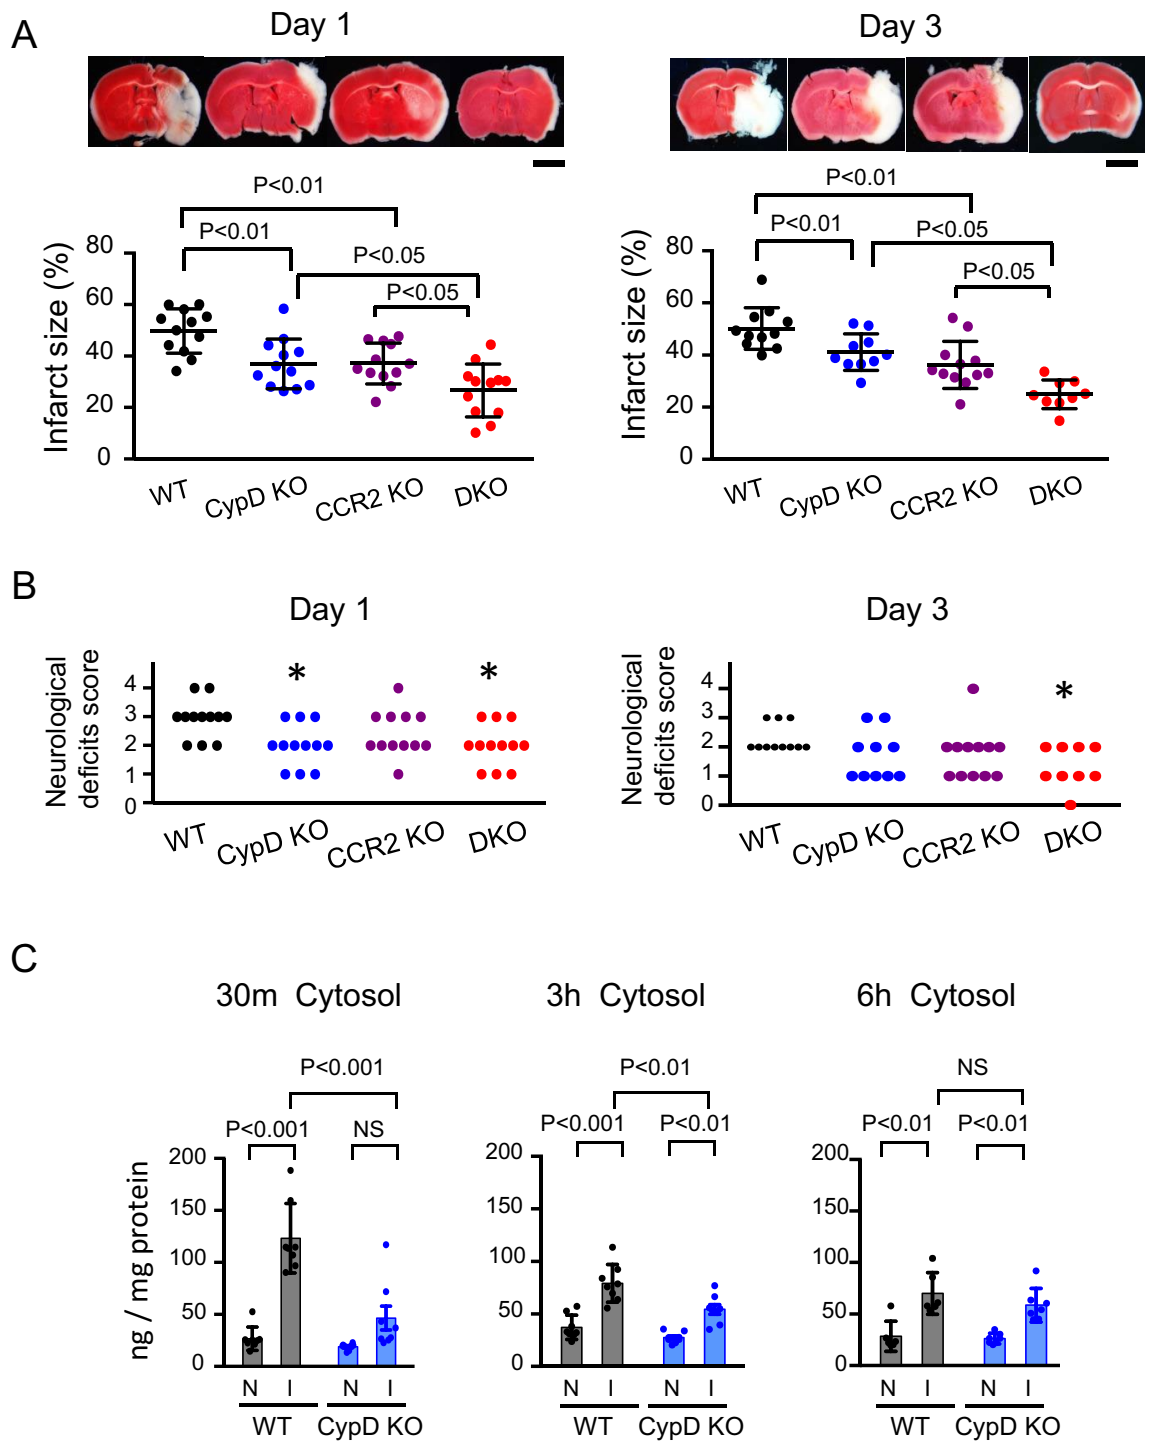 A
Day 1
Day 3
P<0.01
P<0.01
P<0.05
P<0.05
Infarct size (%)
80
60
40
20
0
WT
CypD KO
CCR2 KO
DKO
P<0.01
P<0.01
P<0.05
P<0.05
Infarct size (%)
80
60
40
20
0
WT
CypD KO
CCR2 KO
DKO
B
Day 1
Day 3
Neurological
deficits score
4
3
2
1
0
*
*
WT
CypD KO
CCR2 KO
DKO
Neurological
deficits score
4
3
2
1
0
*
WT
CypD KO
CCR2 KO
DKO
C
30m Cytosol
3h Cytosol
6h Cytosol
ng / mg protein
P<0.001
P<0.001
NS
200
150
100
50
0
N I N I
WT CypD KO
P<0.01
P<0.001
P<0.01
200
150
100
50
0
N I N I
WT CypD KO
NS
P<0.01
P<0.01
200
150
100
50
0
N I N I
WT CypD KO